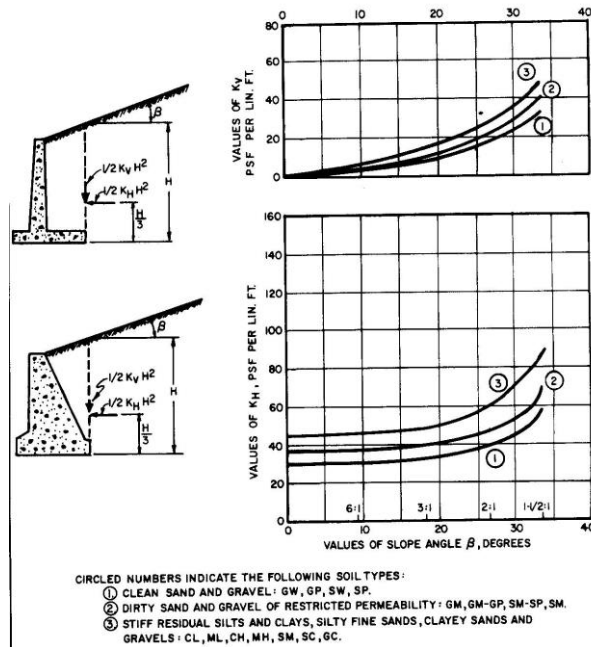 0 10 20 30 40
80
60
40
20
0
VALUES OF KV
PSF PER LIN. FT.
3
2
1
β
H
1/2 KV H²
1/2 KH H²
H/3
160
140
120
100
80
60
40
20
0
VALUES OF KH, PSF PER LIN. FT.
3
2
1
6:1 3:1 2:1 1-1/2:1
0 10 20 30 40
VALUES OF SLOPE ANGLE β, DEGREES
β
H
1/2 KV H²
1/2 KH H²
H/3
CIRCLED NUMBERS INDICATE THE FOLLOWING SOIL TYPES:
① CLEAN SAND AND GRAVEL: GW, GP, SW, SP.
② DIRTY SAND AND GRAVEL OF RESTRICTED PERMEABILITY: GM, GM-GP, SM-SP, SM.
③ STIFF RESIDUAL SILTS AND CLAYS, SILTY FINE SANDS, CLAYEY SANDS AND
GRAVELS: CL, ML, CH, MH, SM, SC, GC.